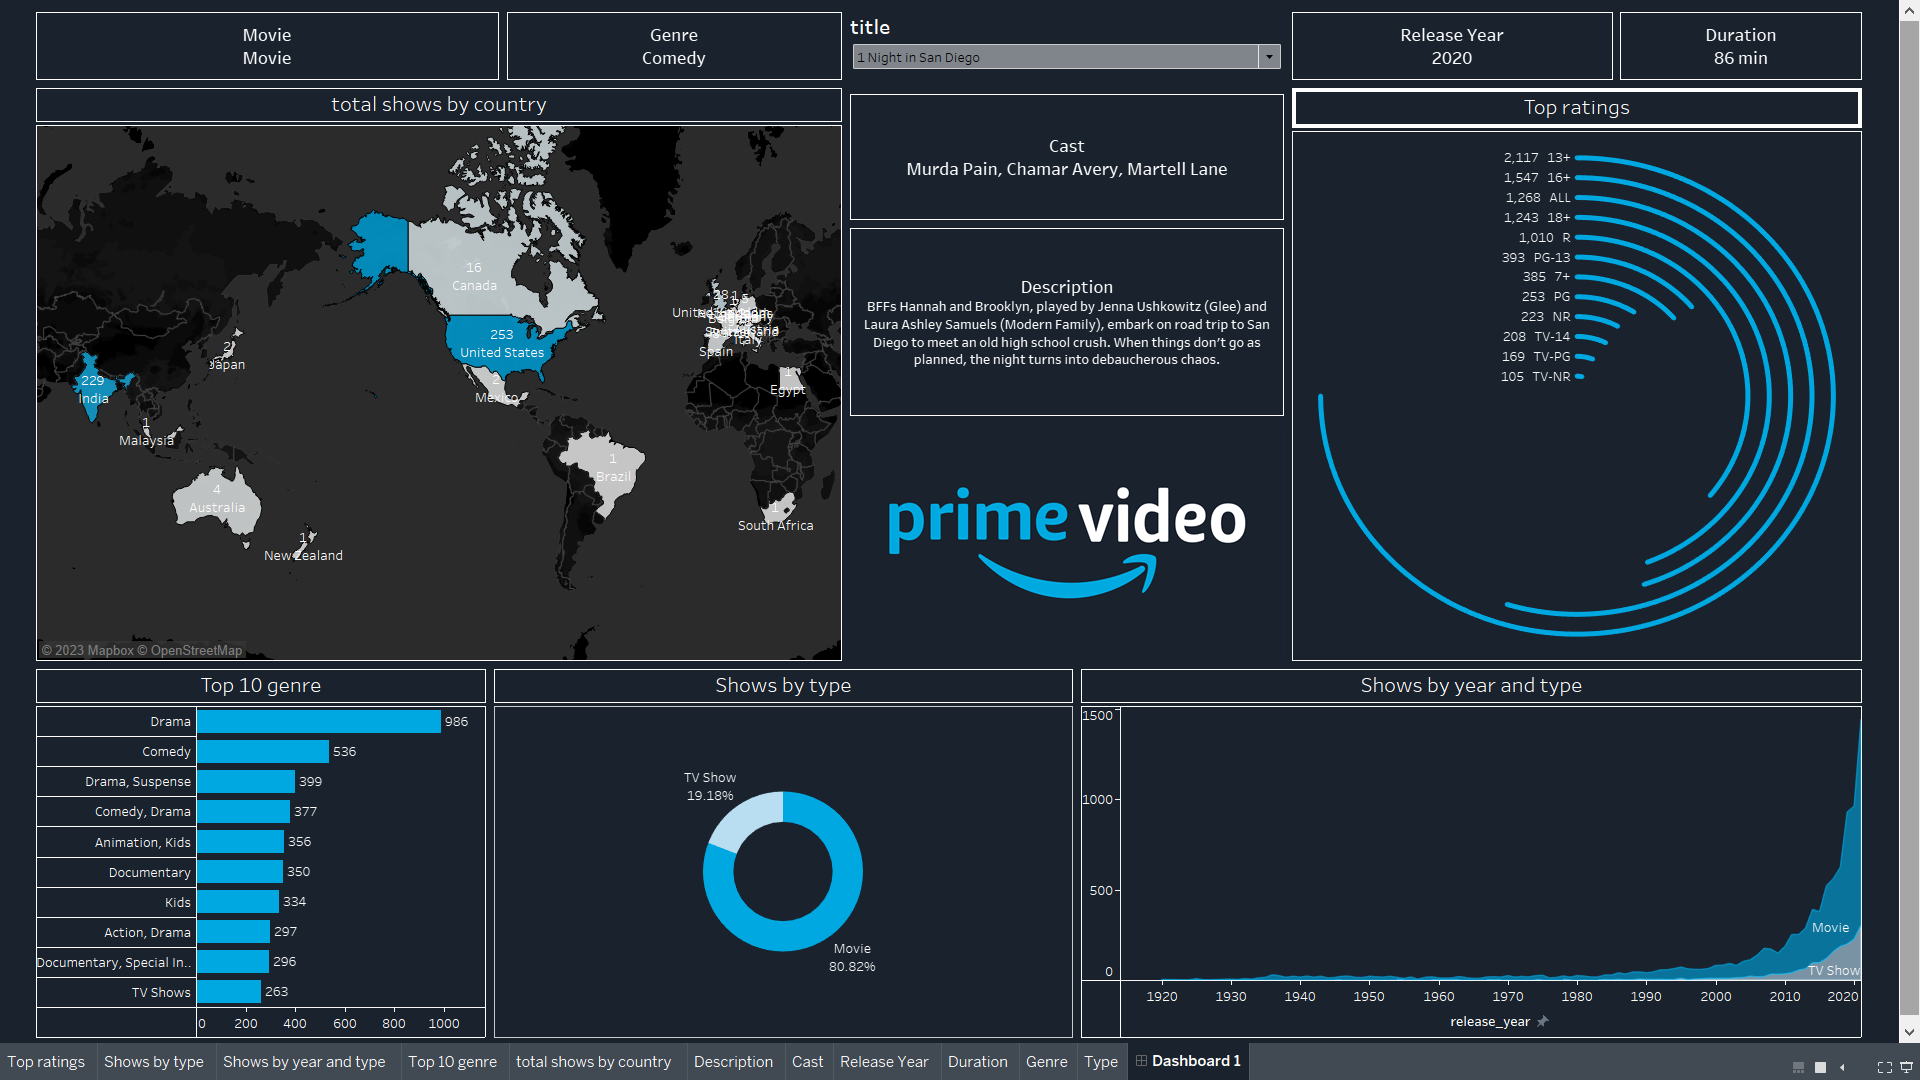 Movie
Movie
Genre
Comedy
title
1 Night in San Diego
Release Year
2020
Duration
86 min
total shows by country
16
Canada
253
United States
2
Mexico
229
India
2
Japan
1
Malaysia
4
Australia
1
New Zealand
1
Brazil
28
1
5
Italy
Spain
1
Egypt
1
South Africa
© 2023 Mapbox © OpenStreetMap
Cast
Murda Pain, Chamar Avery, Martell Lane
Description
BFFs Hannah and Brooklyn, played by Jenna Ushkowitz (Glee) and
Laura Ashley Samuels (Modern Family), embark on road trip to San
Diego to meet an old high school crush. When things don’t go as
planned, the night turns into debaucherous chaos.
prime video
Top ratings
2,117 13+
1,547 16+
1,268 ALL
1,243 18+
1,010 R
393 PG-13
385 7+
253 PG
223 NR
208 TV-14
169 TV-PG
105 TV-NR
Top 10 genre
Drama 986
Comedy 536
Drama, Suspense 399
Comedy, Drama 377
Animation, Kids 356
Documentary 350
Kids 334
Action, Drama 297
Documentary, Special In.. 296
TV Shows 263
0 200 400 600 800 1000
Shows by type
TV Show
19.18%
Movie
80.82%
Shows by year and type
1500
1000
500
0
Movie
TV Show
1920 1930 1940 1950 1960 1970 1980 1990 2000 2010 2020
release_year
Top ratings Shows by type Shows by year and type Top 10 genre total shows by country Description Cast Release Year Duration Genre Type Dashboard 1